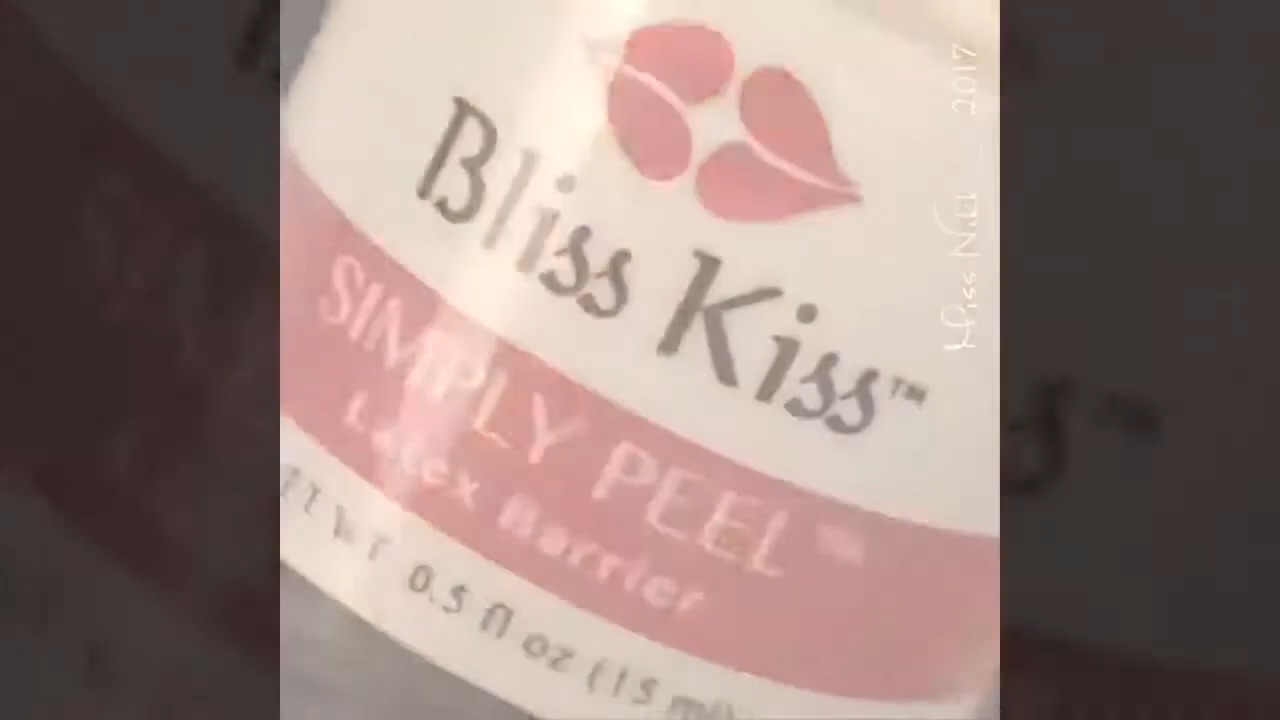 Bliss Kiss™
SIMPLY PEEL™
Latex Barrier
0.5 fl oz (15 ml)
2017